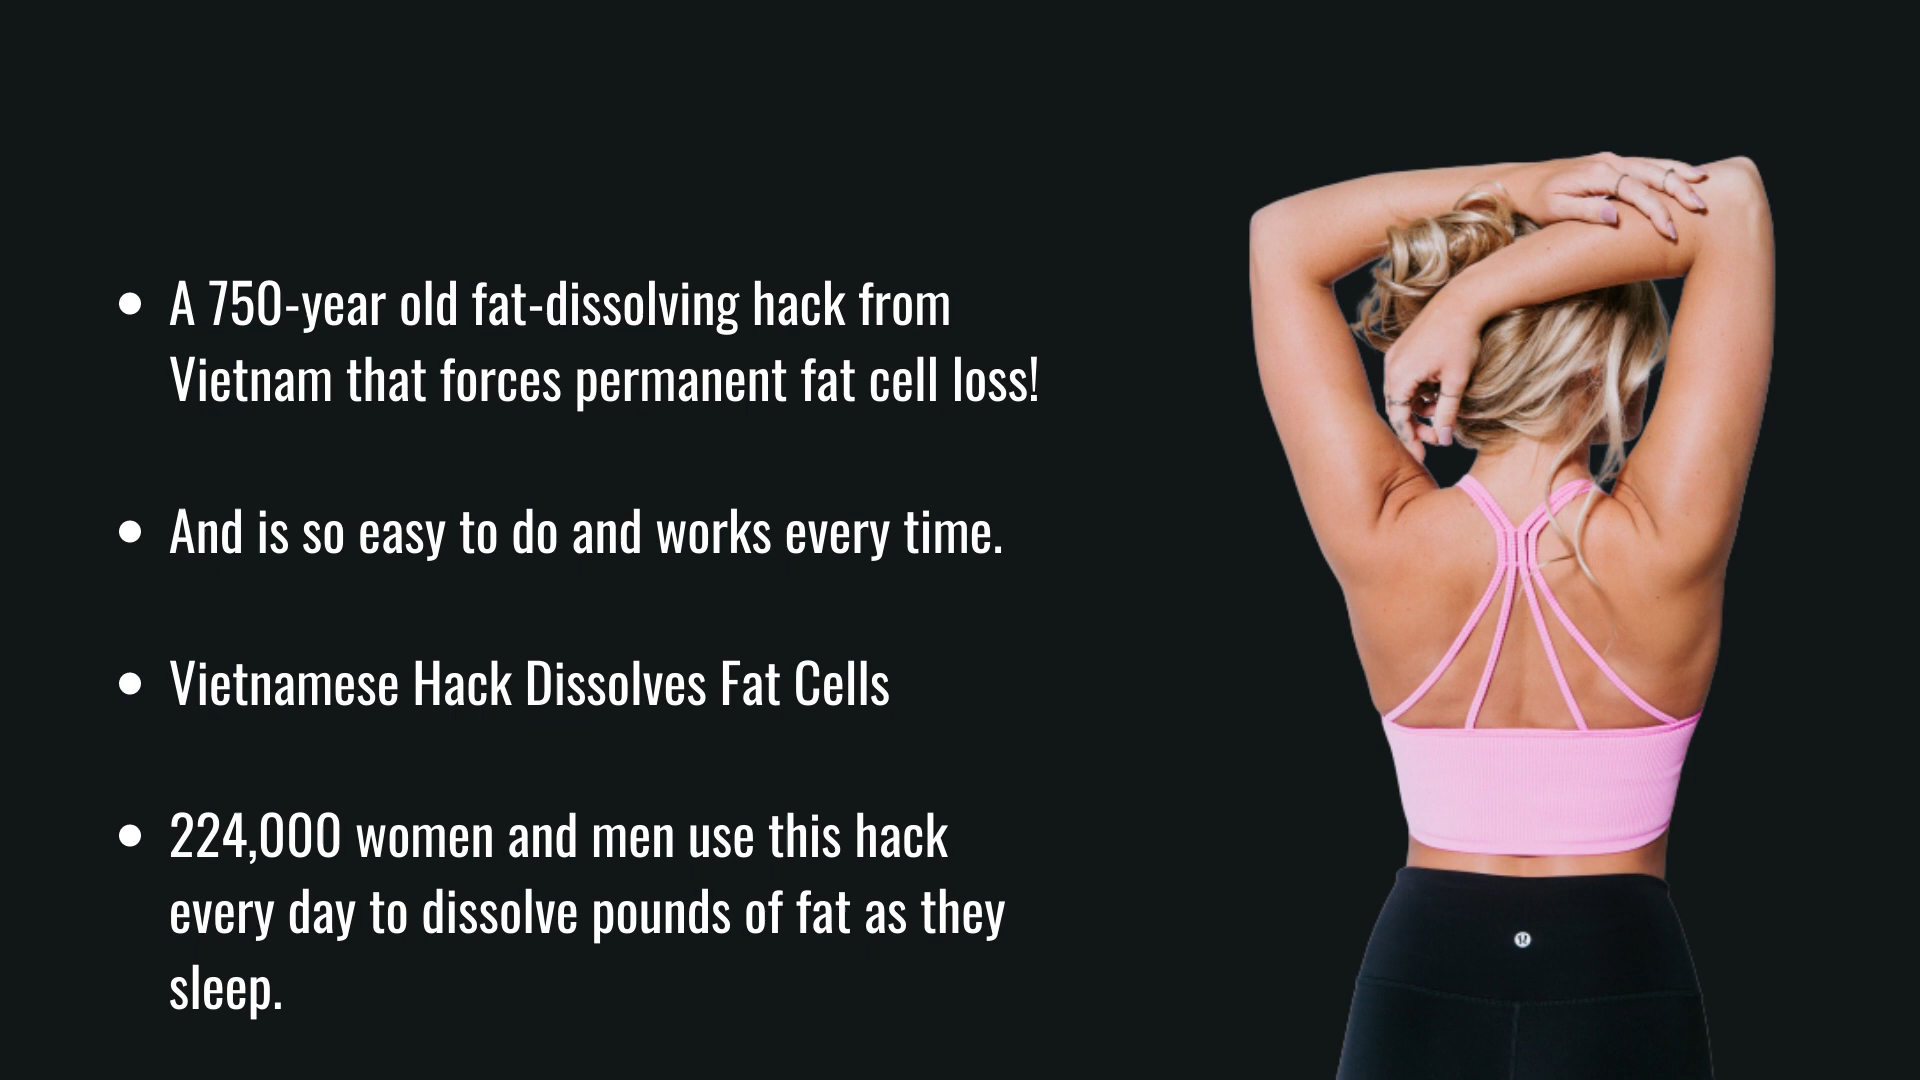 A 750-year old fat-dissolving hack from
Vietnam that forces permanent fat cell loss!
And is so easy to do and works every time.
Vietnamese Hack Dissolves Fat Cells
224,000 women and men use this hack
every day to dissolve pounds of fat as they
sleep.